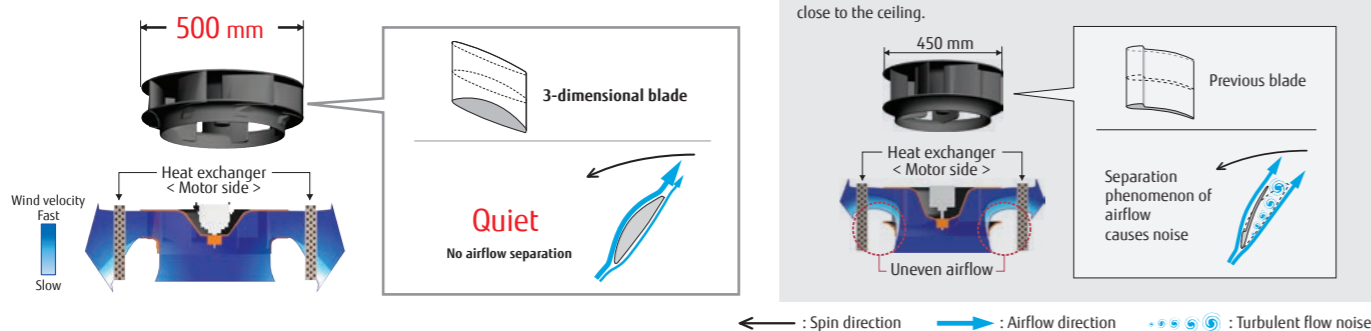 500 mm
3-dimensional blade
Heat exchanger
< Motor side >
Wind velocity
Fast
Slow
Quiet
No airflow separation
close to the ceiling.
450 mm
Previous blade
Heat exchanger
< Motor side >
Uneven airflow
Separation
phenomenon of
airflow
causes noise
: Spin direction
: Airflow direction
: Turbulent flow noise